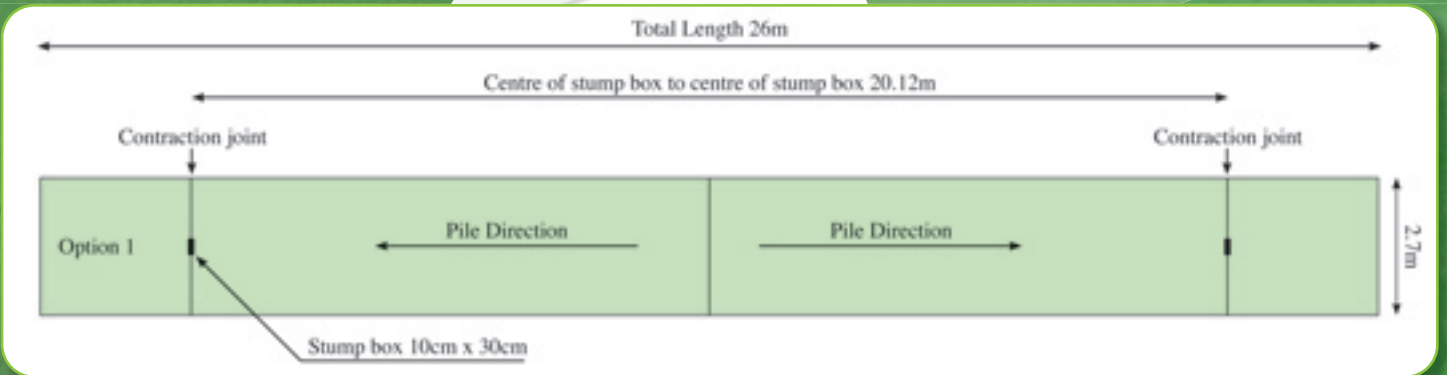 Total Length 26m
Centre of stump box to centre of stump box 20.12m
Contraction joint
Contraction joint
Option 1
Pile Direction
Pile Direction
2.7m
Stump box 10cm x 30cm